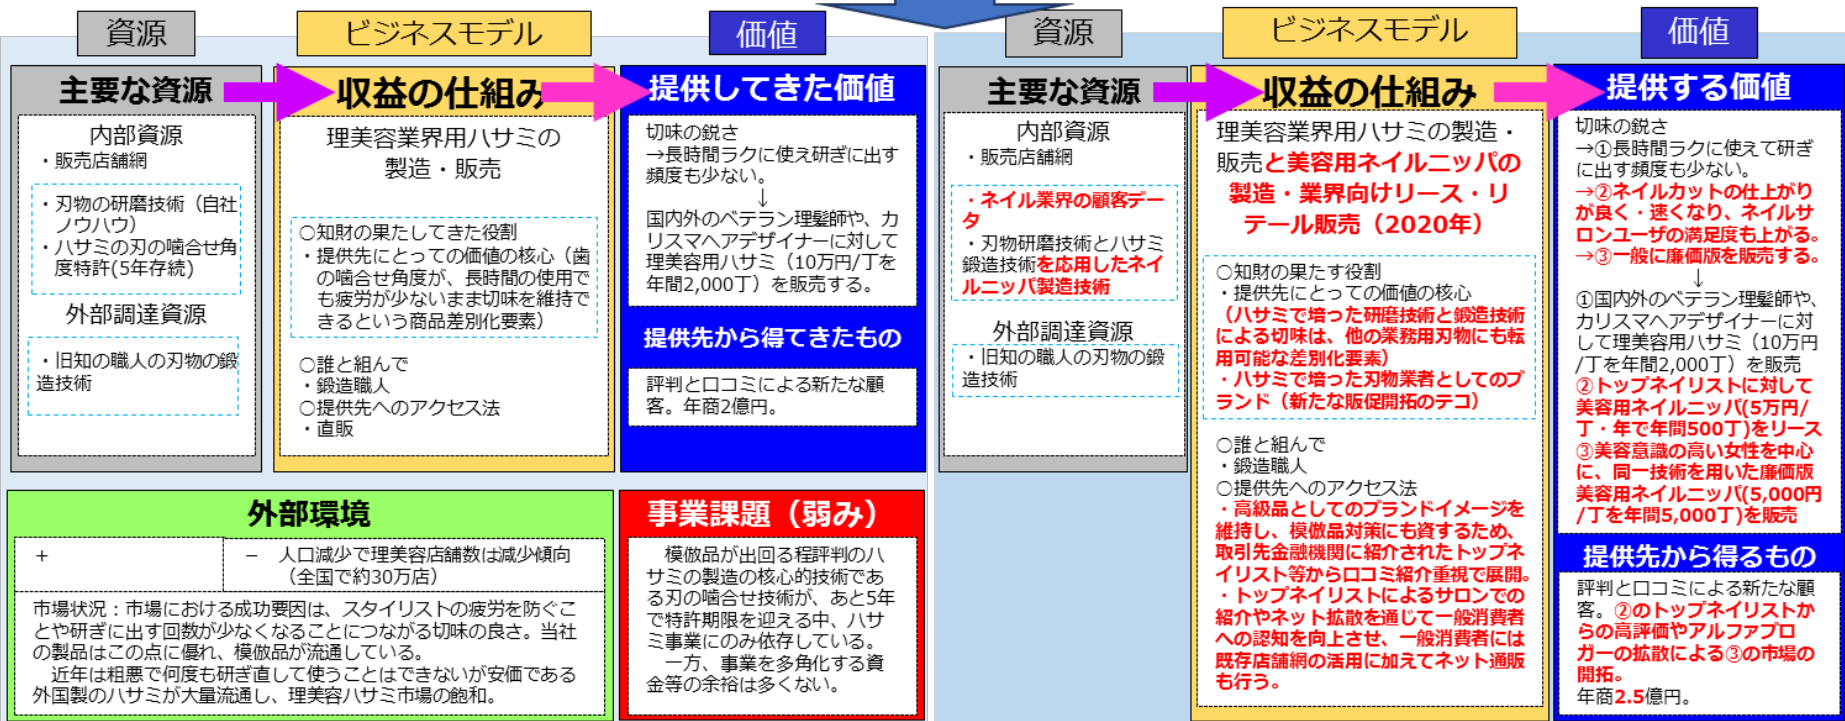 資源
ビジネスモデル
価値
主要な資源
収益の仕組み
提供してきた価値
内部資源
・販売店舗網
・刃物の研磨技術（自社
ノウハウ）
・ハサミの刃の噛合せ角
度特許(5年存続)
外部調達資源
・旧知の職人の刃物の鍛
造技術
理美容業界用ハサミの
製造・販売
○知財の果たしてきた役割
・提供先にとっての価値の核心（歯
の噛合せ角度が、長時間の使用で
も疲労が少ないまま切味を維持で
きるという商品差別化要素）
○誰と組んで
・鍛造職人
○提供先へのアクセス法
・直販
切味の鋭さ
→長時間ラクに使え研ぎに出す
頻度も少ない。
↓
国内外のベテラン理髪師や、カ
リスマヘアデザイナーに対して
理美容用ハサミ（10万円/丁を
年間2,000丁）を販売する。
提供先から得てきたもの
評判と口コミによる新たな顧
客。年商2億円。
外部環境
＋
－ 人口減少で理美容店舗数は減少傾向
（全国で約30万店）
市場状況：市場における成功要因は、スタイリストの疲労を防ぐこ
とや研ぎに出す回数が少なくなることにつながる切味の良さ。当社
の製品はこの点に優れ、模倣品が流通している。
近年は粗悪で何度も研ぎ直して使うことはできないが安価である
外国製のハサミが大量流通し、理美容ハサミ市場の飽和。
事業課題（弱み）
模倣品が出回る程評判のハ
サミの製造の核心的技術であ
る刃の噛合せ技術が、あと5年
で特許期限を迎える中、ハサ
ミ事業にのみ依存している。
一方、事業を多角化する資
金等の余裕は多くない。
資源
ビジネスモデル
価値
主要な資源
収益の仕組み
提供する価値
内部資源
・販売店舗網
・ネイル業界の顧客デー
タ
・刃物研磨技術とハサミ
鍛造技術を応用したネイ
ルニッパ製造技術
外部調達資源
・旧知の職人の刃物の鍛
造技術
理美容業界用ハサミの製造・
販売と美容用ネイルニッパの
製造・業界向けリース・リ
テール販売（2020年）
○知財の果たす役割
・提供先にとっての価値の核心
（ハサミで培った研磨技術と鍛造技術
による切味は、他の業務用刃物にも転
用可能な差別化要素）
・ハサミで培った刃物業者としてのブ
ランド（新たな販促開拓のテコ）
○誰と組んで
・鍛造職人
○提供先へのアクセス法
・高級品としてのブランドイメージを
維持し、模倣品対策にも資するため、
取引先金融機関に紹介されたトップネ
イリスト等から口コミ紹介重視で展開。
・トップネイリストによるサロンでの
紹介やネット拡散を通じて一般消費者
への認知を向上させ、一般消費者には
既存店舗網の活用に加えてネット通販
も行う。
切味の鋭さ
→①長時間ラクに使えて研ぎ
に出す頻度も少ない。
→②ネイルカットの仕上がり
が良く・速くなり、ネイルサ
ロンユーザの満足度も上がる。
→③一般に廉価版を販売する。
↓
①国内外のベテラン理髪師や、
カリスマヘアデザイナーに対
して理美容用ハサミ（10万円
/丁を年間2,000丁）を販売
②トップネイリストに対して
美容用ネイルニッパ(5万円/
丁・年で年間500丁)をリース
③美容意識の高い女性を中心
に、同一技術を用いた廉価版
美容用ネイルニッパ(5,000円
/丁を年間5,000丁)を販売
提供先から得るもの
評判と口コミによる新たな顧
客。②のトップネイリストか
らの高評価やアルファブロ
ガーの拡散による③の市場の
開拓。
年商2.5億円。